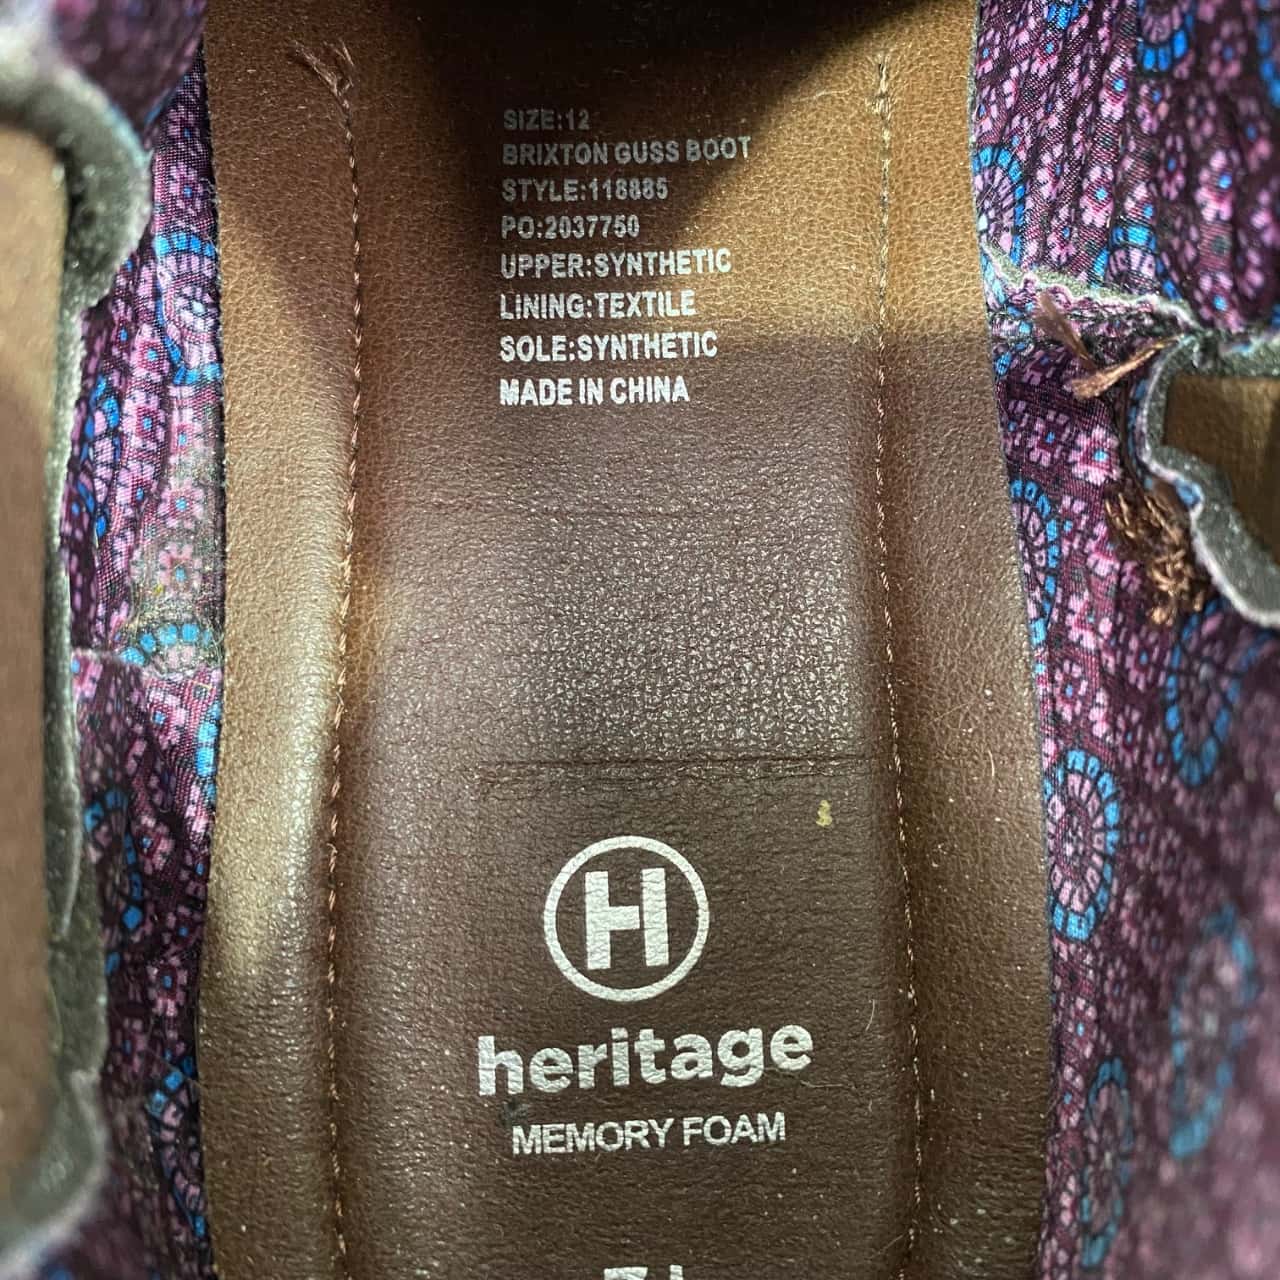 SIZE:12
BRIXTON GUSS BOOT
STYLE:118885
PO:2037750
UPPER:SYNTHETIC
LINING:TEXTILE
SOLE:SYNTHETIC
MADE IN CHINA
H
heritage
MEMORY FOAM